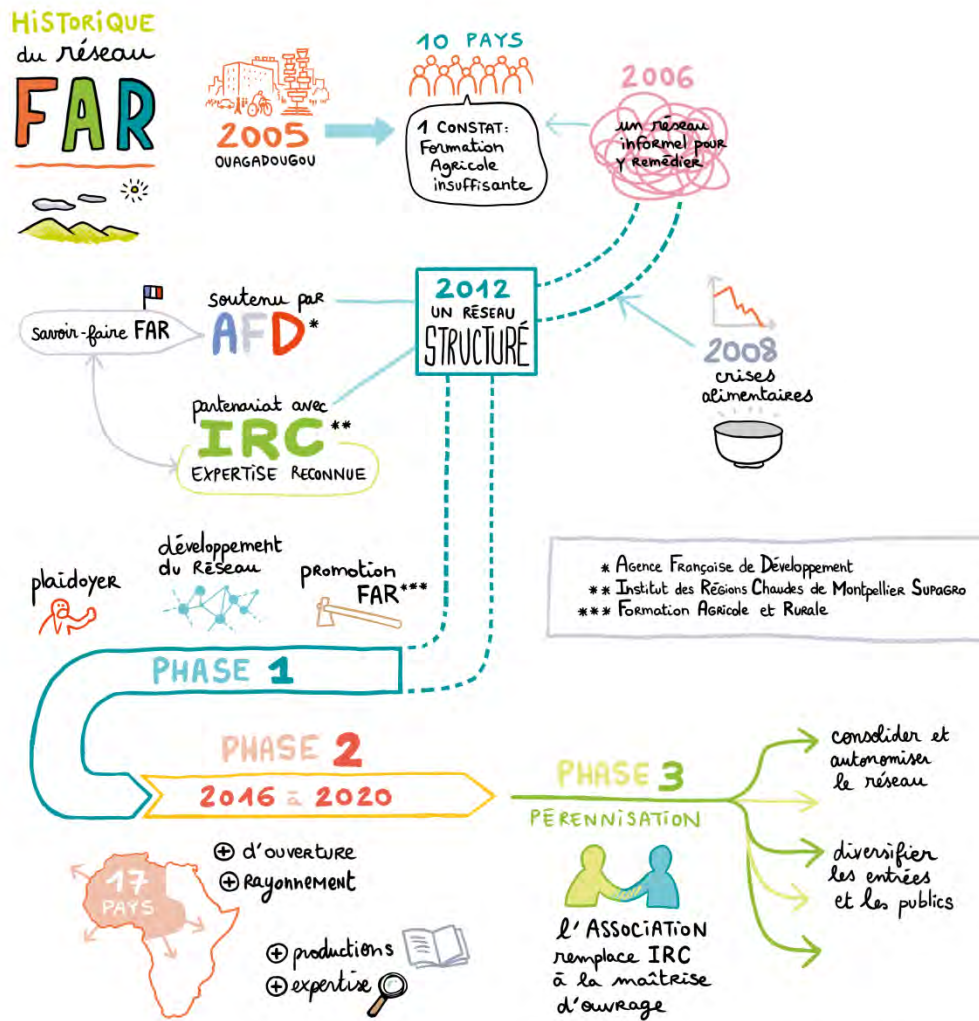 HISTORIQUE
du réseau
FAR
2005
OUAGADOUGOU
10 PAYS
1 CONSTAT:
Formation
Agricole
insuffisante
2006
un réseau
informel pour
y remédier
2008
crises
alimentaires
2012
UN RÉSEAU
STRUCTURÉ
soutenu par
AFD*
savoir-faire FAR
partenariat avec
IRC**
EXPERTISE RECONNUE
* Agence Française de Développement
** Institut des Régions Chaudes de Montpellier SupAgro
*** Formation Agricole et Rurale
plaidoyer
développement
du Réseau
promotion
FAR***
PHASE 1
PHASE 2
2016 à 2020
17
PAYS
+ d'ouverture
+ Rayonnement
+ productions
+ expertise
PHASE 3
PÉRENNISATION
l'ASSOCIATION
remplace IRC
à la maîtrise
d'ouvrage
consolider et
autonomiser
le réseau
diversifier
les entrées
et les publics